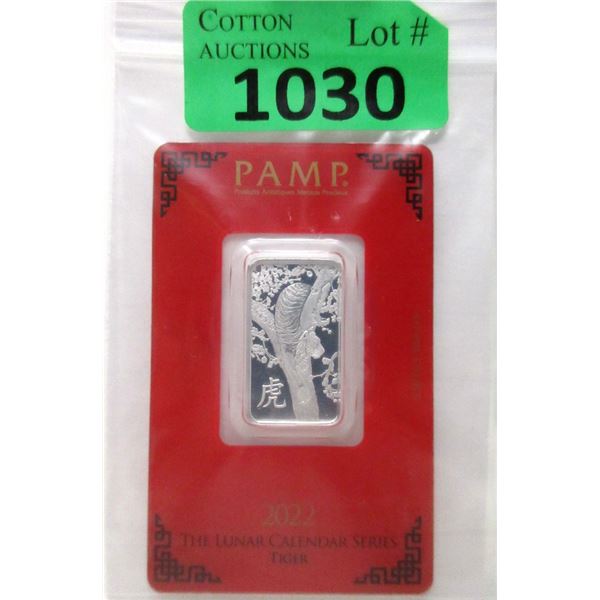 COTTON
AUCTIONS
Lot #
1030
PAMP.
Produits Artistiques Métaux Précieux
虎
2022
THE LUNAR CALENDAR SERIES
TIGER